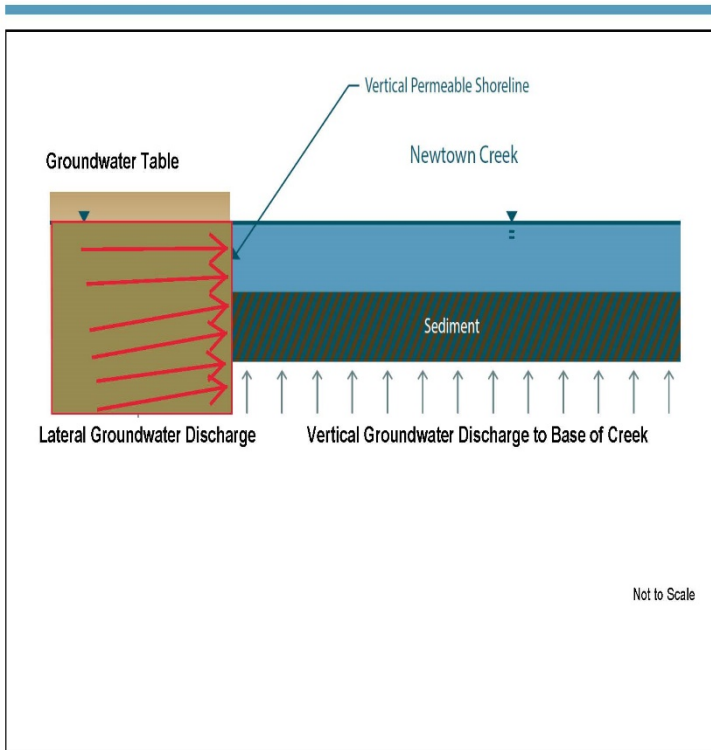 Vertical Permeable Shoreline
Newtown Creek
Groundwater Table
Sediment
Lateral Groundwater Discharge
Vertical Groundwater Discharge to Base of Creek
Not to Scale